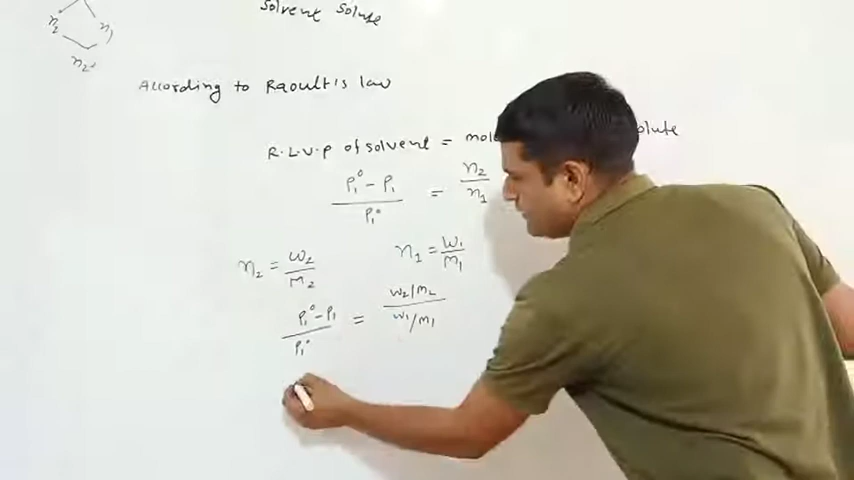 Solvent Solute
n2 n1
n2
According to Raoult's law
R.L.V.P of solvent = mole
P1° - P1 / P1° = n2 / n1
n2 = w2 / M2 n1 = w1 / M1
P1° - P1 / P1° = w2/M2 / w1/M1